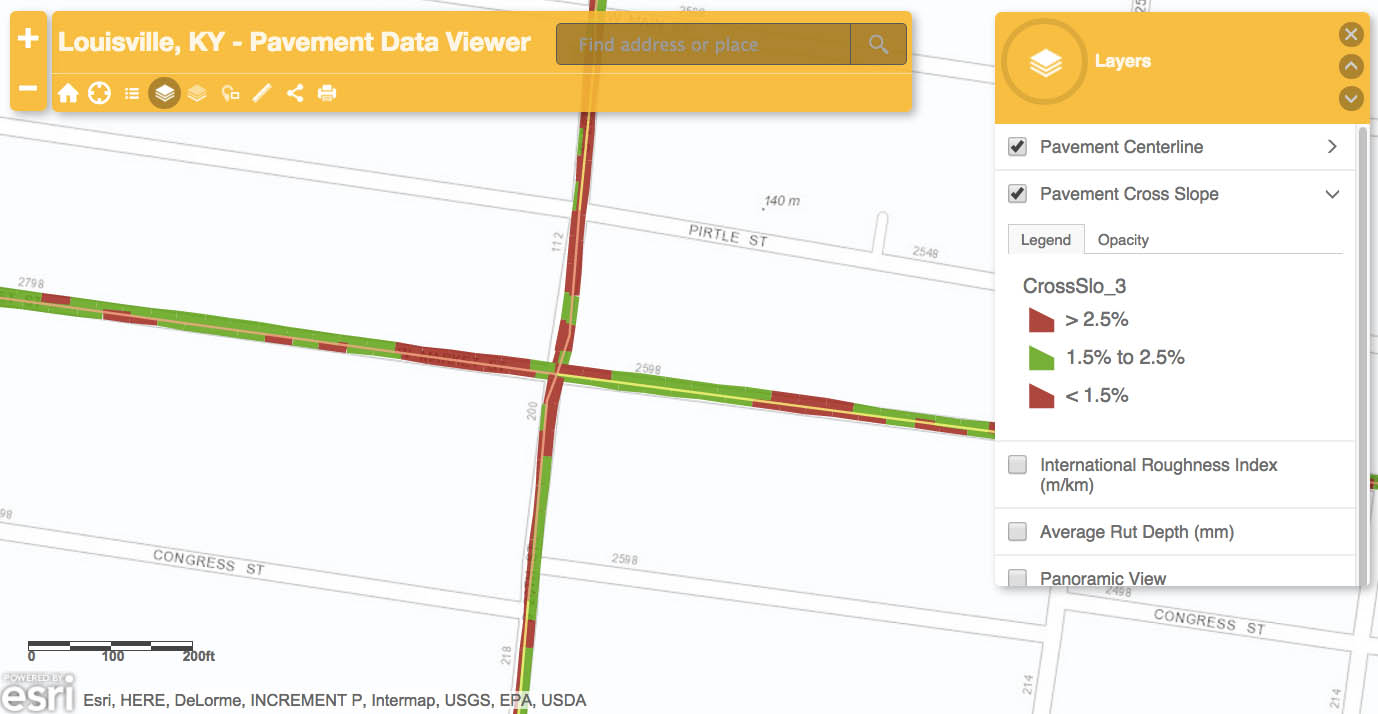 +
Louisville, KY - Pavement Data Viewer
Find address or place
−
Layers
Pavement Centerline
Pavement Cross Slope
Legend
Opacity
CrossSlo_3
> 2.5%
1.5% to 2.5%
< 1.5%
International Roughness Index
(m/km)
Average Rut Depth (mm)
Panoramic View
140 m
PIRTLE ST
2548
112
2798
2598
200
98
CONGRESS ST
2598
2498
CONGRESS ST
218
214
214
0 100 200ft
POWERED BY
esri
Esri, HERE, DeLorme, INCREMENT P, Intermap, USGS, EPA, USDA